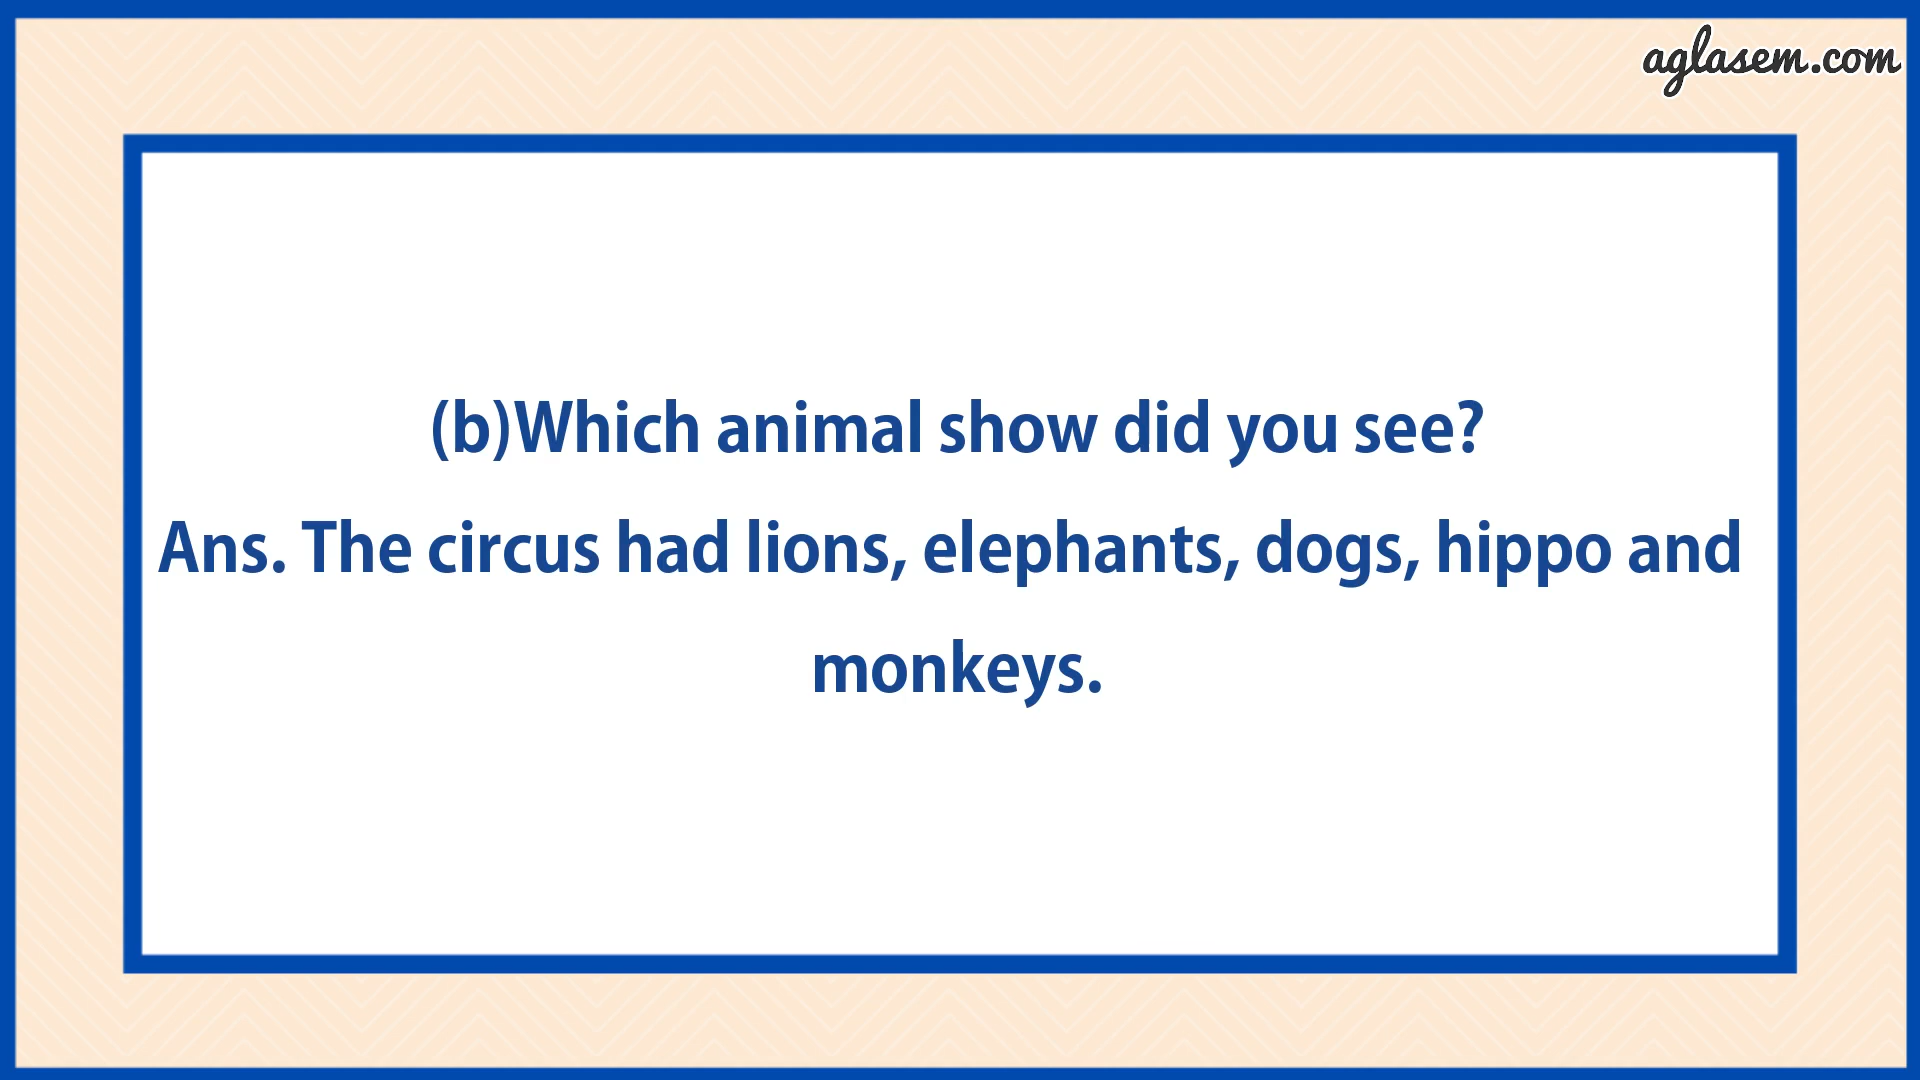 aglasem.com
(b)Which animal show did you see?
Ans. The circus had lions, elephants, dogs, hippo and
monkeys.